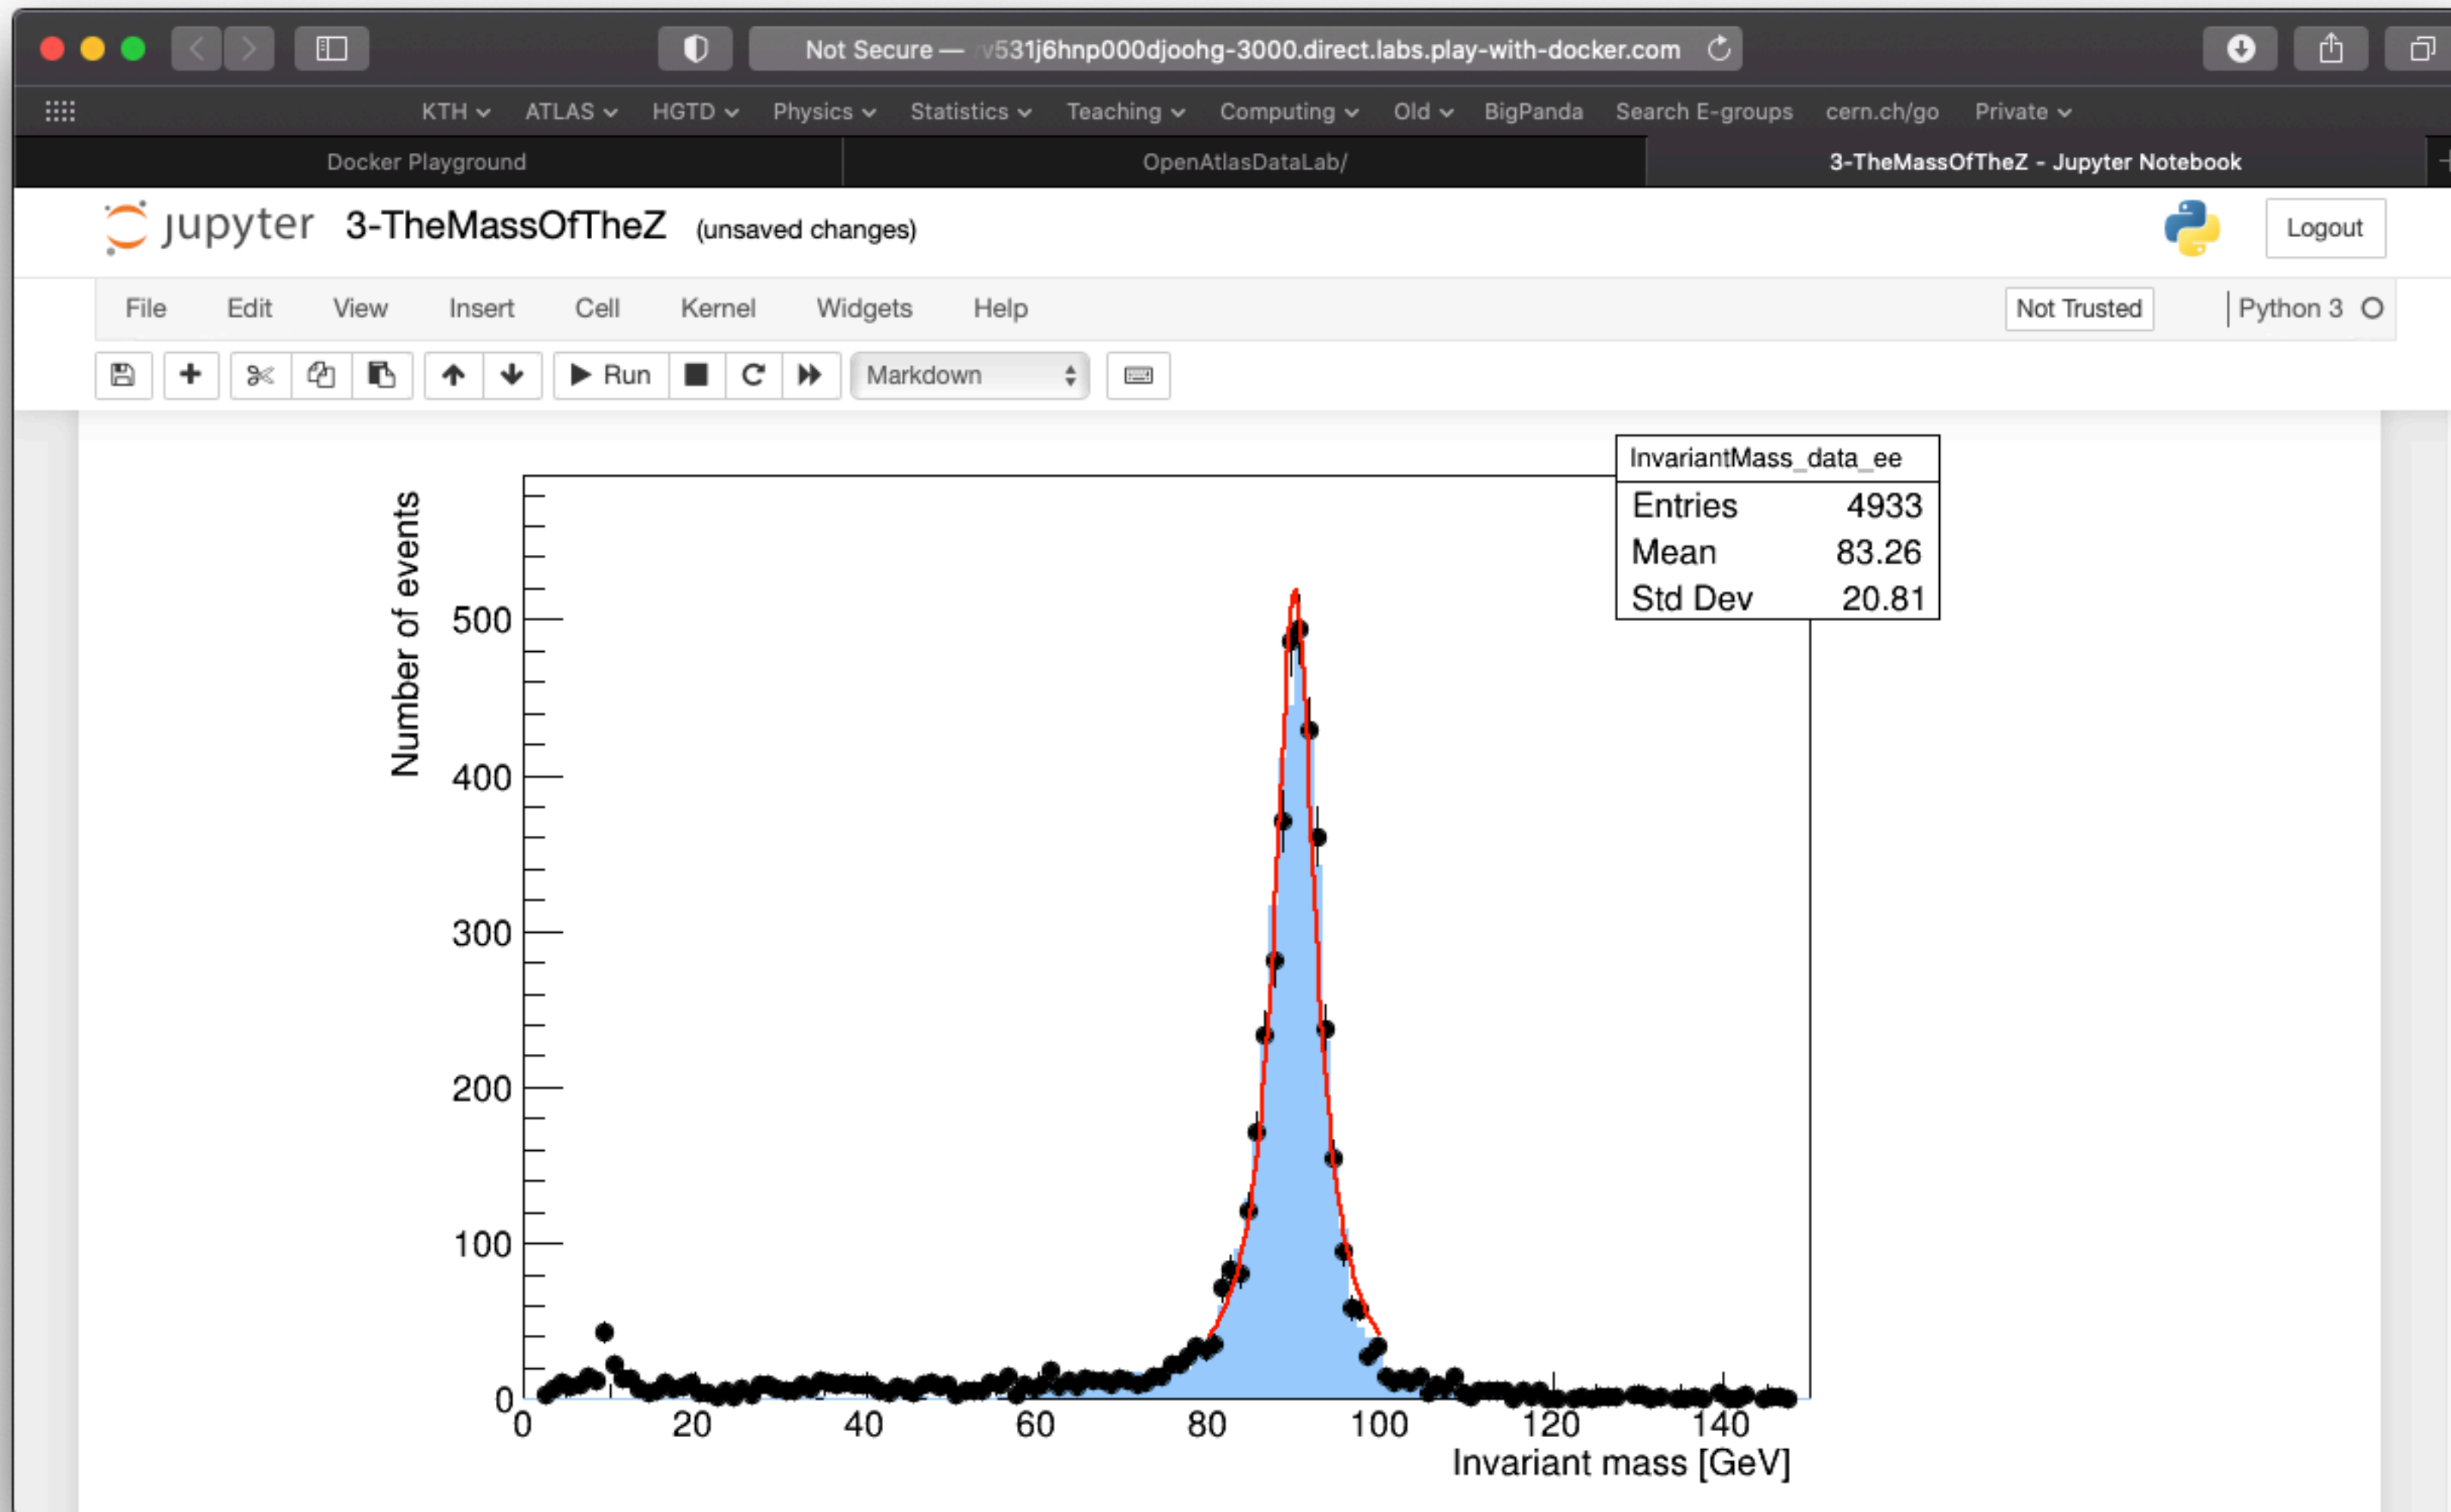 Not Secure — v531j6hnp000djoohg-3000.direct.labs.play-with-docker.com
KTH ATLAS HGTD Physics Statistics Teaching Computing Old BigPanda Search E-groups cern.ch/go Private
Docker Playground OpenAtlasDataLab/ 3-TheMassOfTheZ - Jupyter Notebook
jupyter 3-TheMassOfTheZ (unsaved changes) Logout
File Edit View Insert Cell Kernel Widgets Help Not Trusted Python 3
Run Markdown
InvariantMass_data_ee
Entries 4933
Mean 83.26
Std Dev 20.81
Number of events
500
400
300
200
100
0
0 20 40 60 80 100 120 140
Invariant mass [GeV]